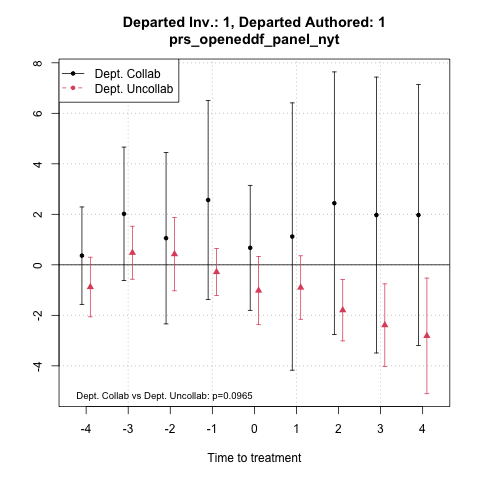 Departed Inv.: 1, Departed Authored: 1
prs_openeddf_panel_nyt
Dept. Collab
Dept. Uncollab
8
6
4
2
0
-2
-4
Dept. Collab vs Dept. Uncollab: p=0.0965
-4 -3 -2 -1 0 1 2 3 4
Time to treatment